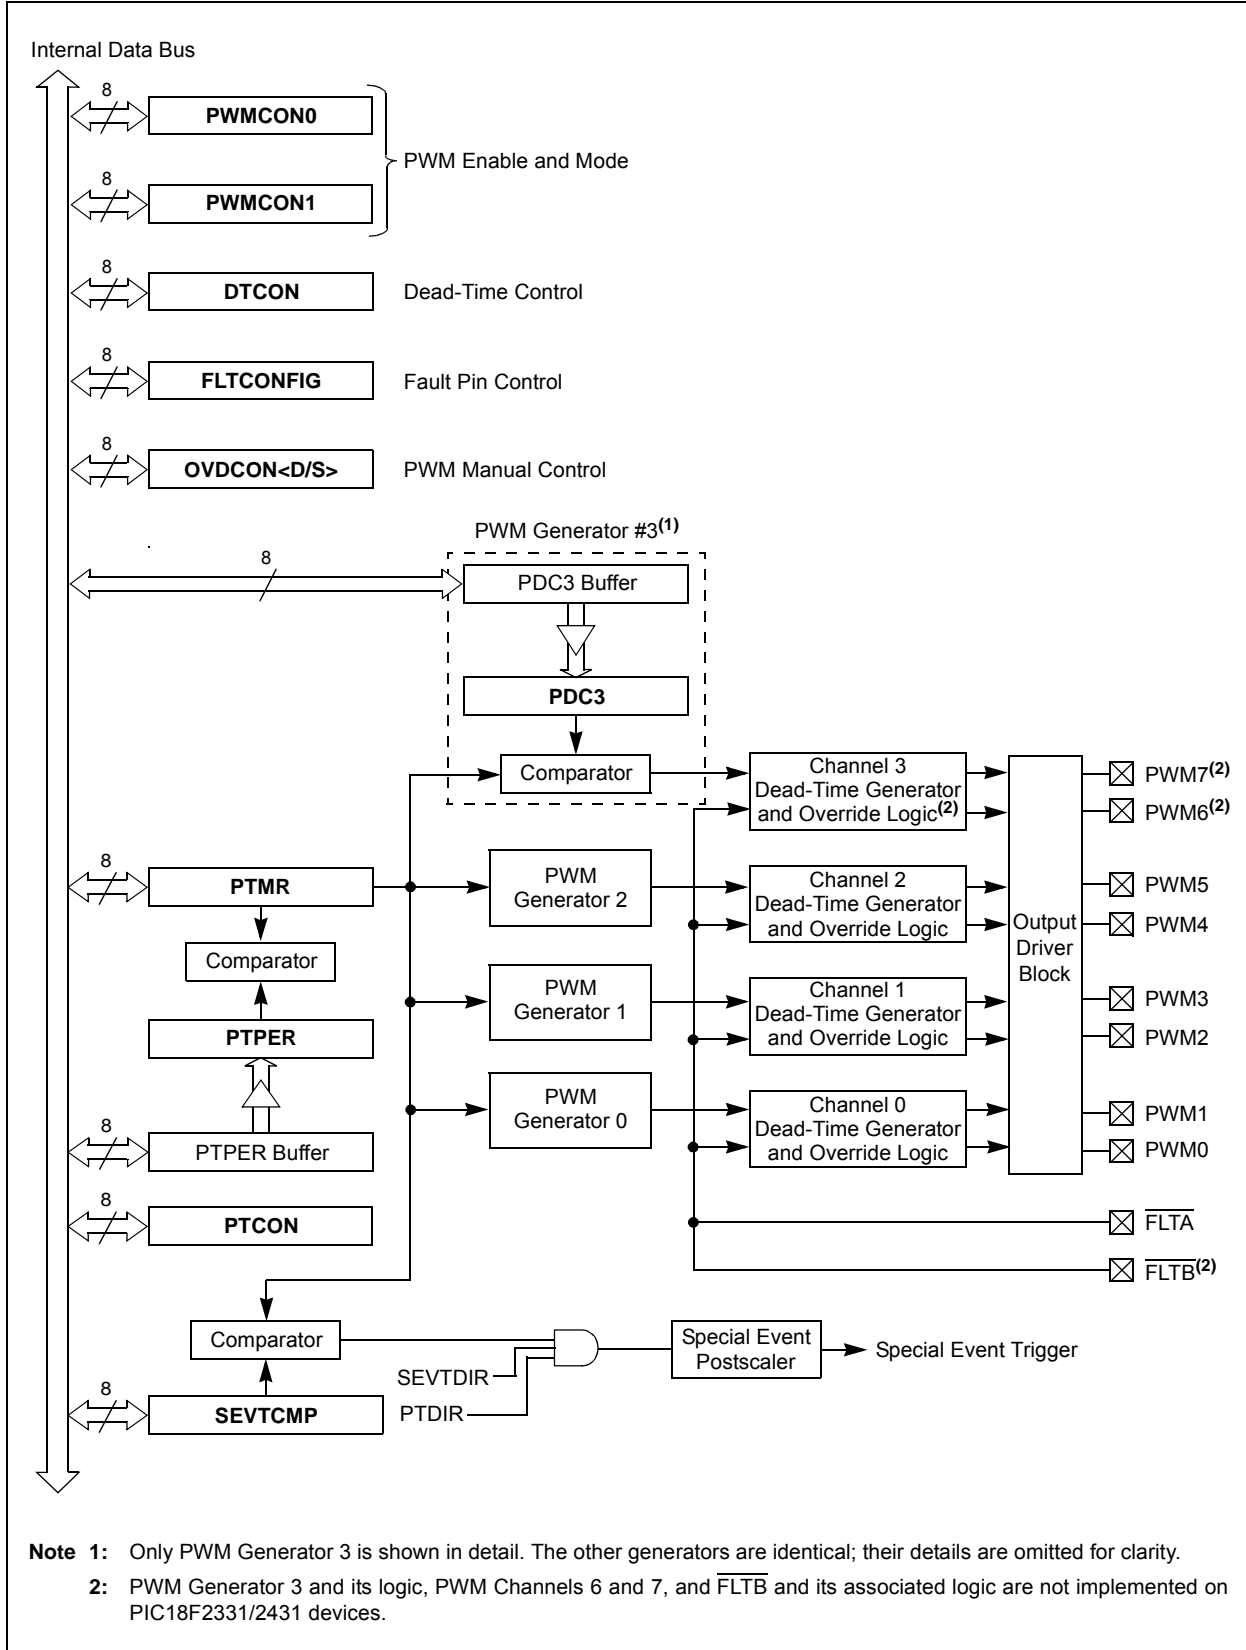 Internal Data Bus
8
PWMCON0
PWM Enable and Mode
8
PWMCON1
8
DTCON
Dead-Time Control
8
FLTCONFIG
Fault Pin Control
8
OVDCON<D/S>
PWM Manual Control
PWM Generator #3(1)
8
PDC3 Buffer
PDC3
Comparator
Channel 3
Dead-Time Generator
and Override Logic(2)
PWM7(2)
PWM6(2)
8
PTMR
PWM
Generator 2
Channel 2
Dead-Time Generator
and Override Logic
PWM5
PWM4
Output
Driver
Block
Comparator
PWM
Generator 1
Channel 1
Dead-Time Generator
and Override Logic
PWM3
PWM2
PTPER
PWM
Generator 0
Channel 0
Dead-Time Generator
and Override Logic
PWM1
PWM0
8
PTPER Buffer
8
PTCON
FLTA
FLTB(2)
Comparator
SEVTDIR
PTDIR
Special Event
Postscaler
Special Event Trigger
8
SEVTCMP
Note 1: Only PWM Generator 3 is shown in detail. The other generators are identical; their details are omitted for clarity.
2: PWM Generator 3 and its logic, PWM Channels 6 and 7, and FLTB and its associated logic are not implemented on
PIC18F2331/2431 devices.